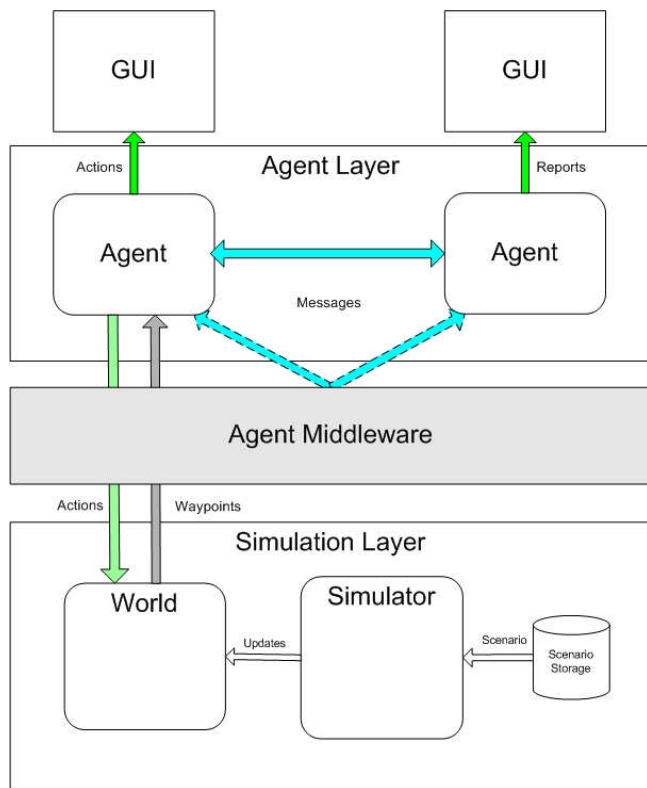 GUI
GUI
Actions
Agent Layer
Reports
Agent
Agent
Messages
Agent Middleware
Actions
Waypoints
Simulation Layer
World
Simulator
Updates
Scenario
Scenario
Storage